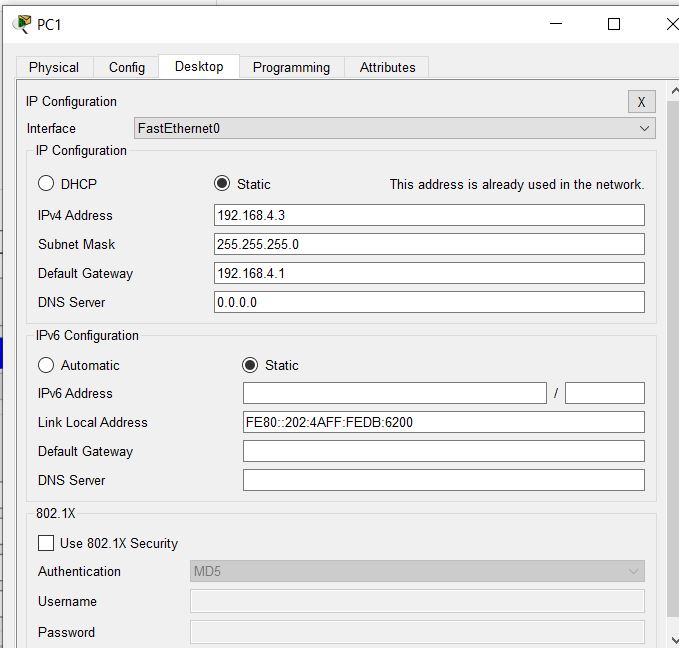 PC1
Physical Config Desktop Programming Attributes
IP Configuration X
Interface FastEthernet0
IP Configuration
DHCP Static This address is already used in the network.
IPv4 Address 192.168.4.3
Subnet Mask 255.255.255.0
Default Gateway 192.168.4.1
DNS Server 0.0.0.0
IPv6 Configuration
Automatic Static
IPv6 Address /
Link Local Address FE80::202:4AFF:FEDB:6200
Default Gateway
DNS Server
802.1X
Use 802.1X Security
Authentication MD5
Username
Password